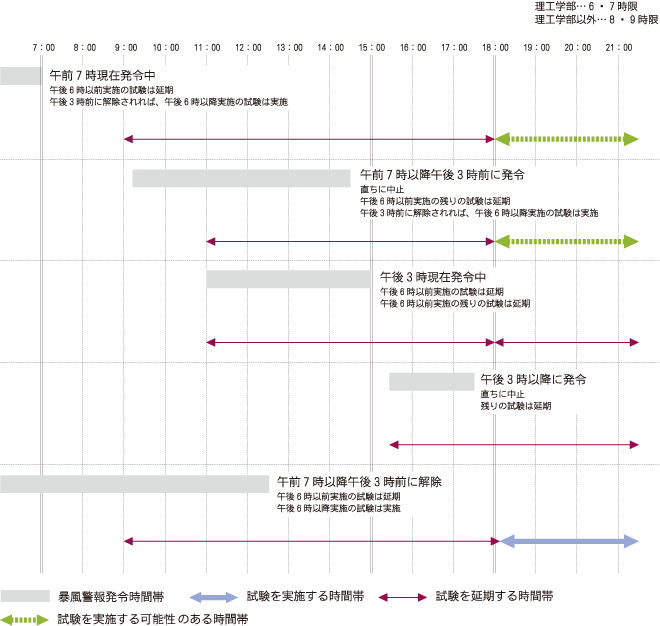 理工学部…6・7時限
理工学部以外…8・9時限
7:00 8:00 9:00 10:00 11:00 12:00 13:00 14:00 15:00 16:00 17:00 18:00 19:00 20:00 21:00
午前7時現在発令中
午後6時以前実施の試験は延期
午後3時前に解除されれば、午後6時以降実施の試験は実施
午前7時以降午後3時前に発令
直ちに中止
午後6時以前実施の残りの試験は延期
午後3時前に解除されれば、午後6時以降実施の試験は実施
午後3時現在発令中
午後6時以前実施の試験は延期
午後6時以前実施の残りの試験は延期
午後3時以降に発令
直ちに中止
残りの試験は延期
午前7時以降午後3時前に解除
午後6時以前実施の試験は延期
午後6時以降実施の試験は実施
暴風警報発令時間帯 試験を実施する時間帯 試験を延期する時間帯
試験を実施する可能性のある時間帯